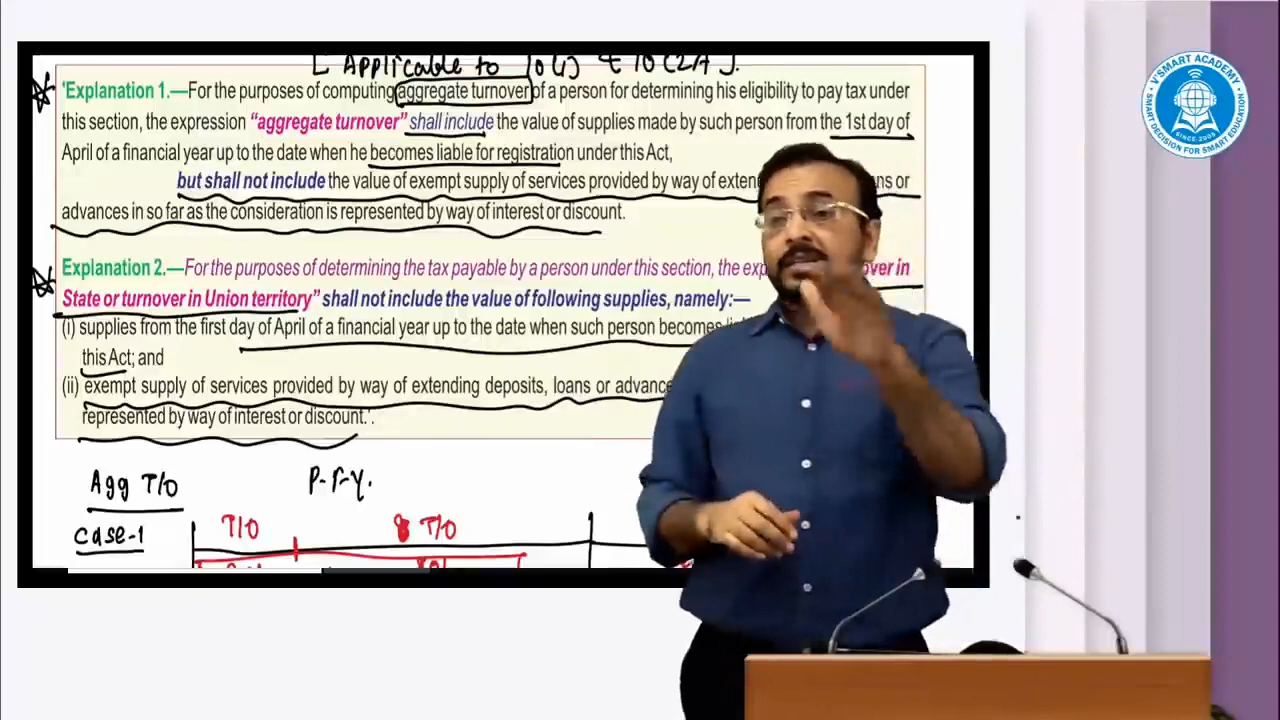 [ Applicable to 10(1) & 10(2A).
'Explanation 1.—For the purposes of computing aggregate turnover of a person for determining his eligibility to pay tax under
this section, the expression “aggregate turnover” shall include the value of supplies made by such person from the 1st day of
April of a financial year up to the date when he becomes liable for registration under this Act,
but shall not include the value of exempt supply of services provided by way of or
advances in so far as the consideration is represented by way of interest or discount.
Explanation 2.—For the purposes of determining the tax payable by a person under this section, the in
State or turnover in Union territory” shall not include the value of following supplies, namely:—
(i) supplies from the first day of April of a financial year up to the date when such person becomes
this Act; and
(ii) exempt supply of services provided by way of extending deposits, loans or
represented by way of interest or discount.'.
Agg T/O
P.F.Y.
Case-1
T/O
T/O
V'SMART ACADEMY
SMART DECISION FOR SMART EDUCATION
SINCE 2005